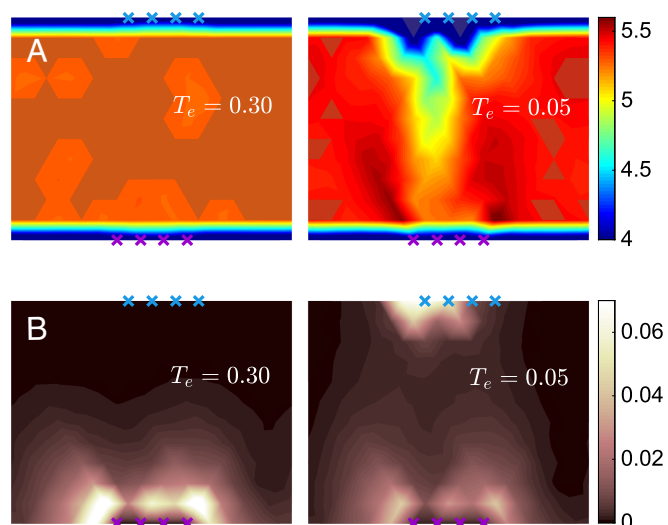 A
T_e = 0.30
T_e = 0.05
5.5
5
4.5
4
B
T_e = 0.30
T_e = 0.05
0.06
0.04
0.02
0